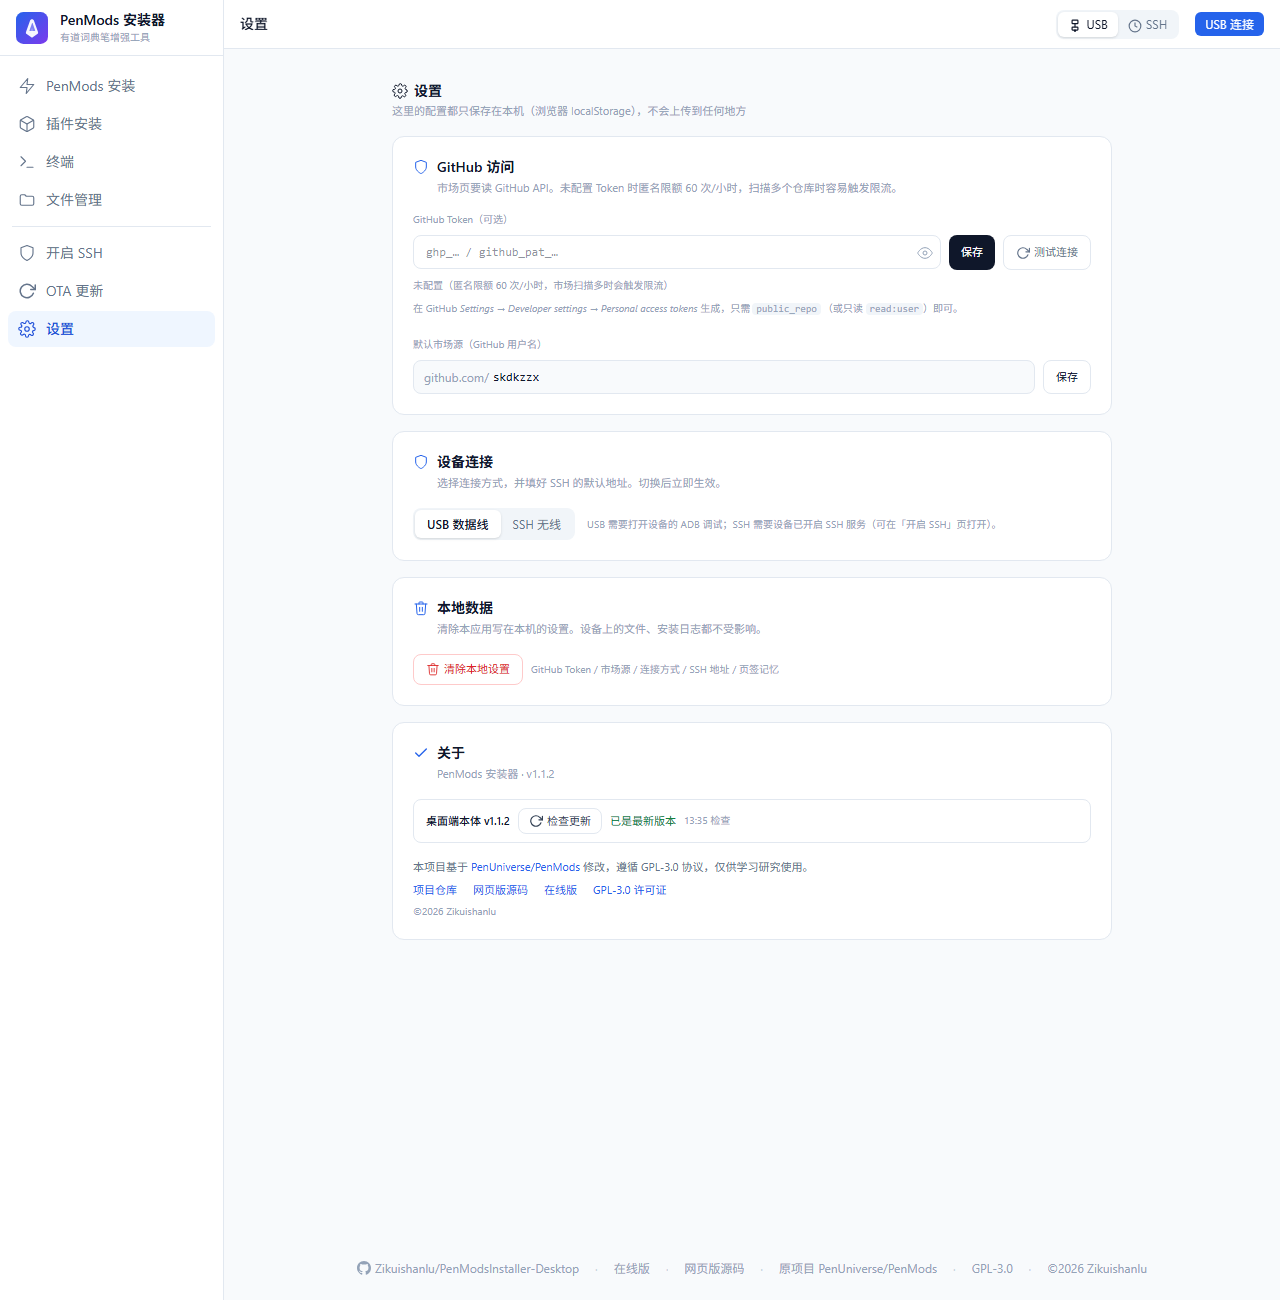 PenMods 安装器
有道词典笔增强工具
设置
USB
SSH
USB 连接
PenMods 安装
插件安装
终端
文件管理
开启 SSH
OTA 更新
设置
设置
这里的配置都只保存在本机（浏览器 localStorage），不会上传到任何地方
GitHub 访问
市场页要读 GitHub API。未配置 Token 时匿名限额 60 次/小时，扫描多个仓库时容易触发限流。
GitHub Token（可选）
ghp_… / github_pat_…
保存
测试连接
未配置（匿名限额 60 次/小时，市场扫描多时会触发限流）
在 GitHub Settings → Developer settings → Personal access tokens 生成，只需 public_repo （或只读 read:user ）即可。
默认市场源（GitHub 用户名）
github.com/ skdkzzx
保存
设备连接
选择连接方式，并填好 SSH 的默认地址。切换后立即生效。
USB 数据线
SSH 无线
USB 需要打开设备的 ADB 调试；SSH 需要设备已开启 SSH 服务（可在「开启 SSH」页打开）。
本地数据
清除本应用写在本机的设置。设备上的文件、安装日志都不受影响。
清除本地设置
GitHub Token / 市场源 / 连接方式 / SSH 地址 / 页签记忆
关于
PenMods 安装器 · v1.1.2
桌面端本体 v1.1.2
检查更新
已是最新版本
13:35 检查
本项目基于 PenUniverse/PenMods 修改，遵循 GPL-3.0 协议，仅供学习研究使用。
项目仓库 网页版源码 在线版 GPL-3.0 许可证
©2026 Zikuishanlu
Zikuishanlu/PenModsInstaller-Desktop · 在线版 · 网页版源码 · 原项目 PenUniverse/PenMods · GPL-3.0 · ©2026 Zikuishanlu